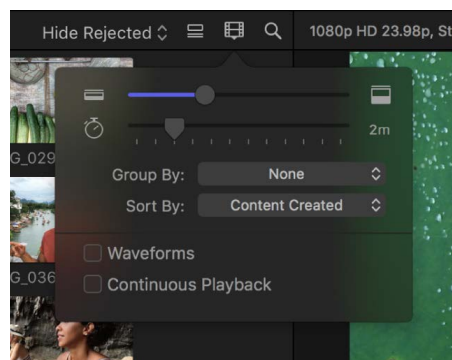 Hide Rejected
1080p HD 23.98p, St
2m
G_029
Group By: None
Sort By: Content Created
G_036
Waveforms
Continuous Playback